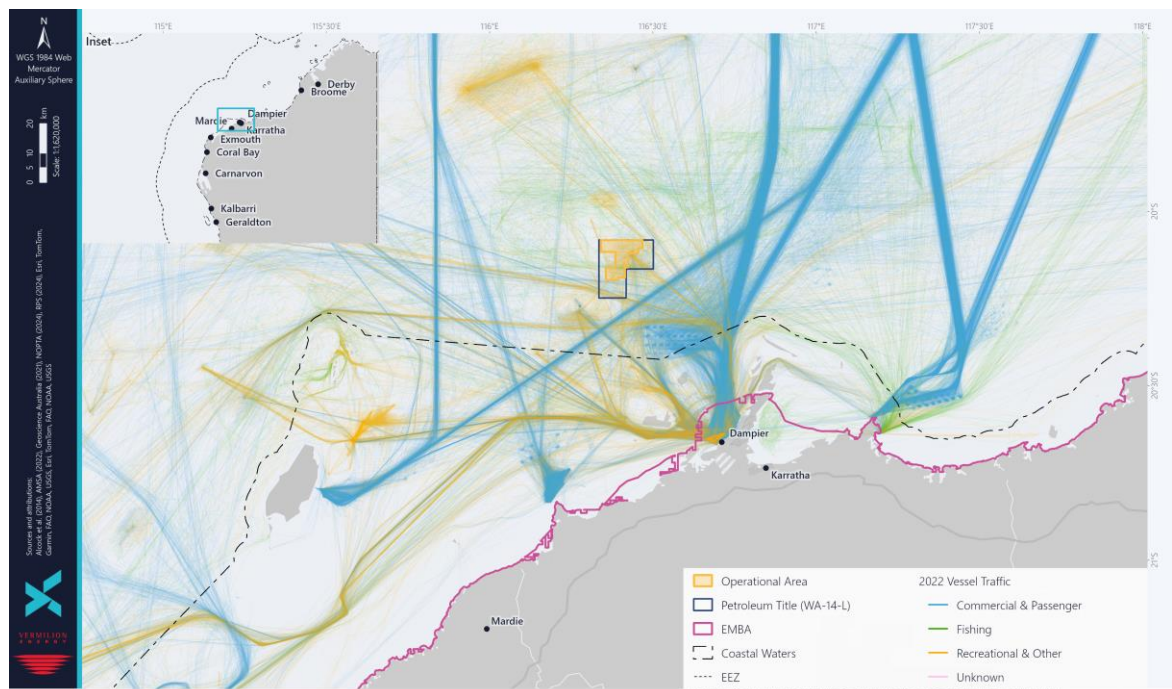 N
WGS 1984 Web
Mercator
Auxiliary Sphere
0 5 10 20 km
Scale: 1:1,620,000
Sources and attributions:
Alcock et al. (2014), AMSA (2022), Geoscience Australia (2021), NOPTA (2024), RPS (2024), Esri, TomTom,
Garmin, FAO, NOAA, USGS, Esri, TomTom, FAO, NOAA, USGS
VERMILION
ENERGY
115°E
115°30'E
116°E
116°30'E
117°E
117°30'E
118°E
20°S
20°30'S
21°S
Inset
Derby
Broome
Dampier
Mardie
Karratha
Exmouth
Coral Bay
Carnarvon
Kalbarri
Geraldton
Dampier
Karratha
Mardie
Operational Area
Petroleum Title (WA-14-L)
EMBA
Coastal Waters
EEZ
2022 Vessel Traffic
Commercial & Passenger
Fishing
Recreational & Other
Unknown